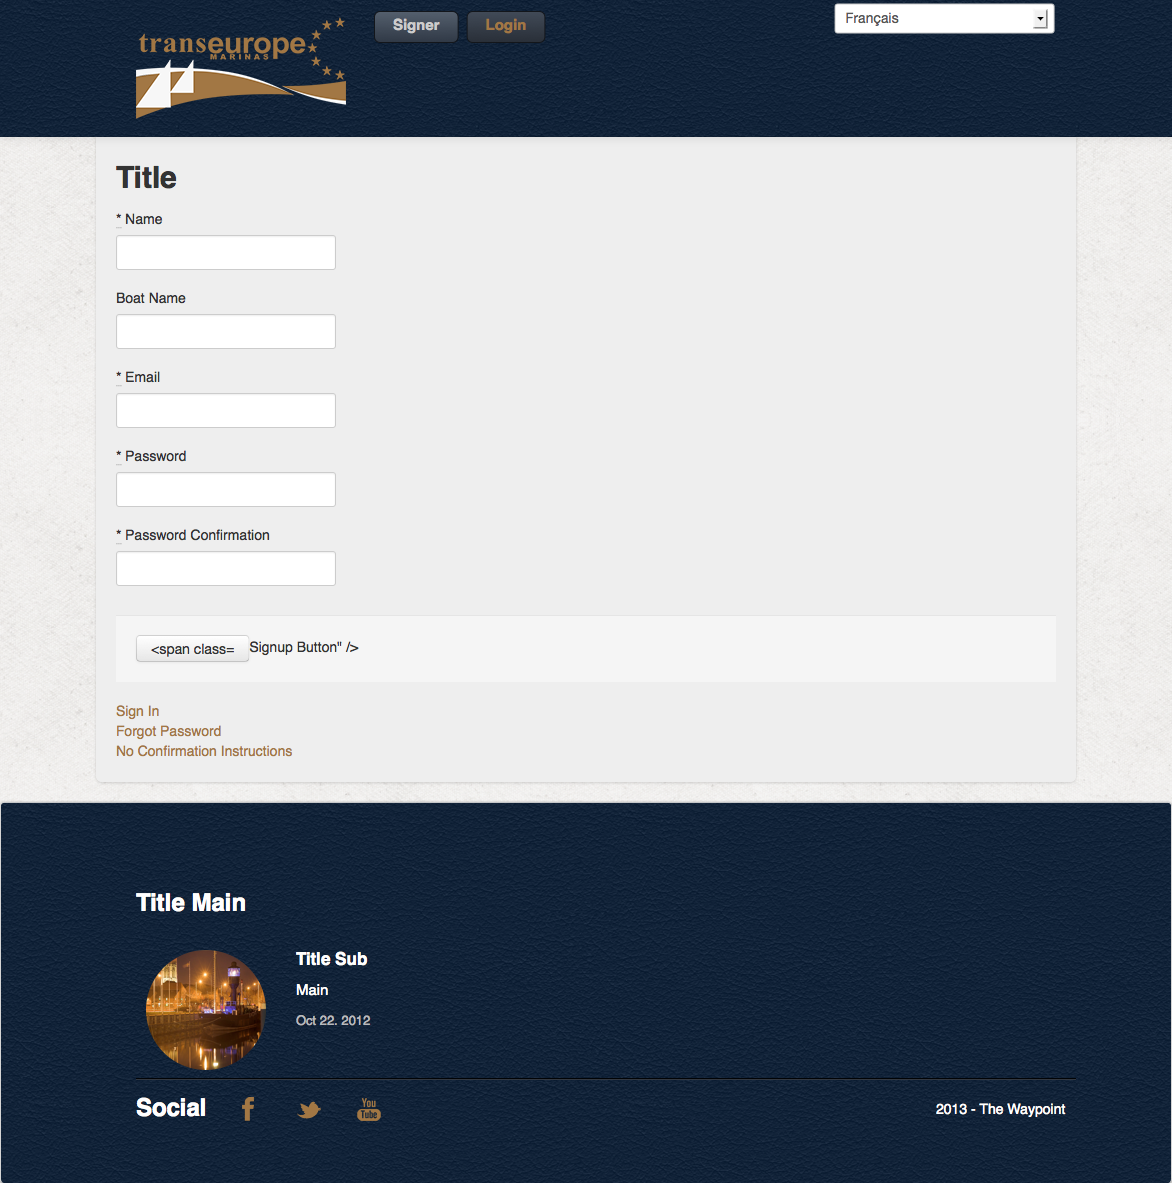 Signer
Login
Français
transeurope
MARINAS
Title
* Name
Boat Name
* Email
* Password
* Password Confirmation
<span class=
Signup Button" />
Sign In
Forgot Password
No Confirmation Instructions
Title Main
Title Sub
Main
Oct 22. 2012
Social
You
Tube
2013 - The Waypoint